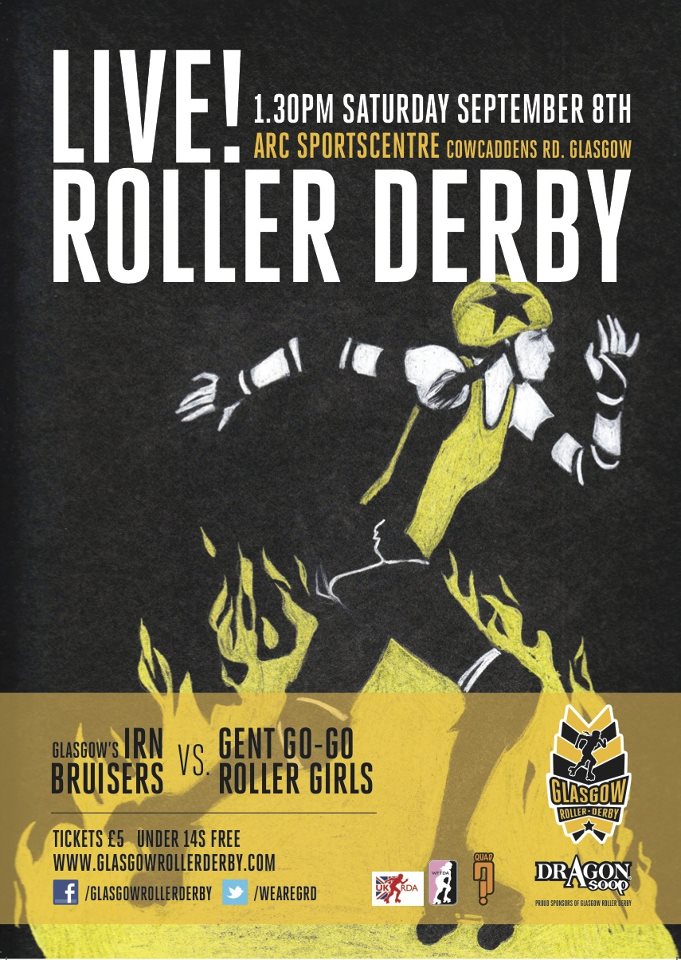 LIVE!
1.30PM SATURDAY SEPTEMBER 8TH
ARC SPORTSCENTRE COWCADDENS RD. GLASGOW
ROLLER DERBY
GLASGOW'S IRN BRUISERS
VS.
GENT GO-GO
ROLLER GIRLS
TICKETS £5 UNDER 14S FREE
WWW.GLASGOWROLLERDERBY.COM
/GLASGOWROLLERDERBY
/WEAREGRD
UKRDA
WFTDA
QUAD
GLASGOW
ROLLER·DERBY
DRAGON
SOOP
PROUD SPONSORS OF GLASGOW ROLLER DERBY